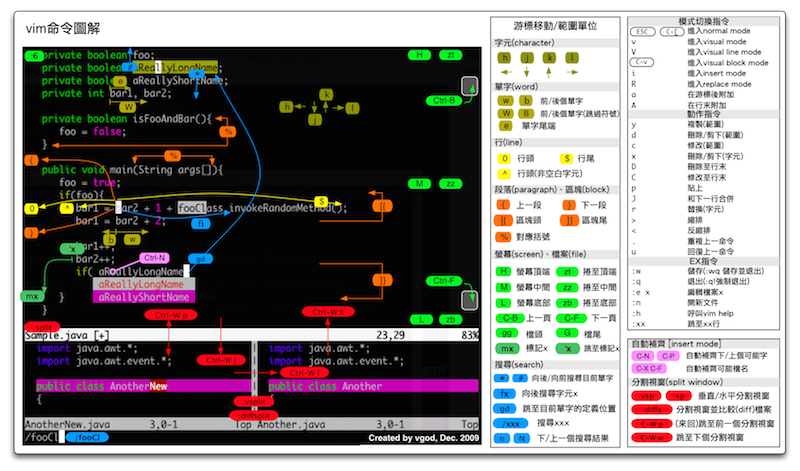 vim命令圖解
:6
private boolean foo;
private boolean aReallyLongName;
private boolean aReallyShortName;
private int bar1, bar2;
private boolean isFooAndBar(){
foo = false;
}
public void main(String args[]){
foo = true;
if(foo){
bar1 = bar2 + 1 + fooClass.invokeRandomMethod();
bar1 = bar2 + 2;
bar1++;
bar2++;
if( aReallyLongName
aReallyLongName
aReallyShortName
}
}
#
*
e
W
%
%
{
}
0
^
$
fi
b
w
'x
mx
Ctrl-N
gd
[{
]}
h
j
k
l
H
zt
Ctrl-B
M
zz
Ctrl-F
L
zb
:split
Ctrl-W p
Ctrl-W k
Ctrl-W j
Ctrl-W l
:vsplit
:diffsplit
Sample.java [+]
23,29
83%
import java.awt.*;
import java.awt.event.*;
public class AnotherNew
{
import java.awt.*;
import java.awt.event.*;
public class Another
{
AnotherNew.java 3,0-1 Top
Another.java 3,0-1 Top
/fooCl
/fooCl
Created by vgod, Dec. 2009
游標移動/範圍單位
字元(character)
h j k l
單字(word)
w b 前/後個單字
W B 前/後個單字(跳過符號)
e 單字尾端
行(line)
0 行頭 $ 行尾
^ 行頭(非空白字元)
段落(paragraph)、區塊(block)
{ 上一段 } 下一段
[[ 區塊頭 ]] 區塊尾
% 對應括號
螢幕(screen)、檔案(file)
H 螢幕頂端 zt 捲至頂端
M 螢幕中間 zz 捲至中間
L 螢幕底部 zb 捲至底部
C-B 上一頁 C-F 下一頁
gg 檔頭 G 檔尾
mx 標記x 'x 跳至標記x
搜尋(search)
* # 向後/向前搜尋目前單字
fx 向後搜尋字元x
gd 跳至目前單字的定義位置
/xxx 搜尋xxx
n N 下/上一個搜尋結果
模式切換指令
ESC C-[ 進入normal mode
v 進入visual mode
V 進入Visual line mode
C-v 進入visual block mode
i 進入insert mode
R 進入replace mode
a 在游標後附加
A 在行末附加
動作指令
y 複製(範圍)
d 刪除/剪下(範圍)
c 修改(範圍)
x 刪除/剪下(字元)
D 刪除至行末
C 修改至行末
p 貼上
J 和下一行合併
r 替換(字元)
> 縮排
< 反縮排
. 重複上一命令
u 回復上一命令
EX指令
:w 儲存(:wq 儲存並退出)
:q 退出(:q!強制退出)
:e x 編輯檔案x
:n 開新文件
:h 呼叫vim help
:xx 跳至xx行
自動補齊 [insert mode]
C-N C-P 自動補齊下/上個可能字
C-X C-F 自動補齊可能檔名
分割視窗(split window)
:vsp :sp 垂直/水平分割視窗
:diffs 分割視窗並比較(diff)檔案
C-W p (來回)跳至前一個分割視窗
C-W w 跳至下個分割視窗